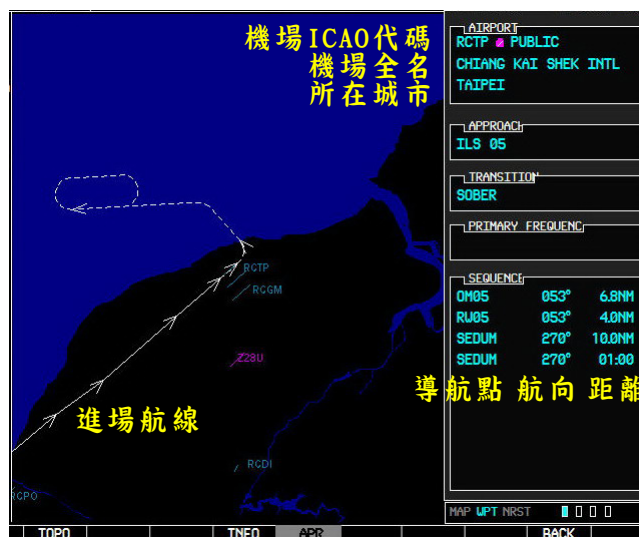 機場ICAO代碼
機場全名
所在城市
RCTP
RCGM
Z28U
RCDI
RCPO
進場航線
AIRPORT
RCTP PUBLIC
CHIANG KAI SHEK INTL
TAIPEI
APPROACH
ILS 05
TRANSITION
SOBER
PRIMARY FREQUENC
SEQUENCE
OM05 053° 6.8NM
RW05 053° 4.0NM
SEDUM 270° 10.0NM
SEDUM 270° 01:00
導航點 航向 距離
MAP WPT NRST
TOPO APR BACK